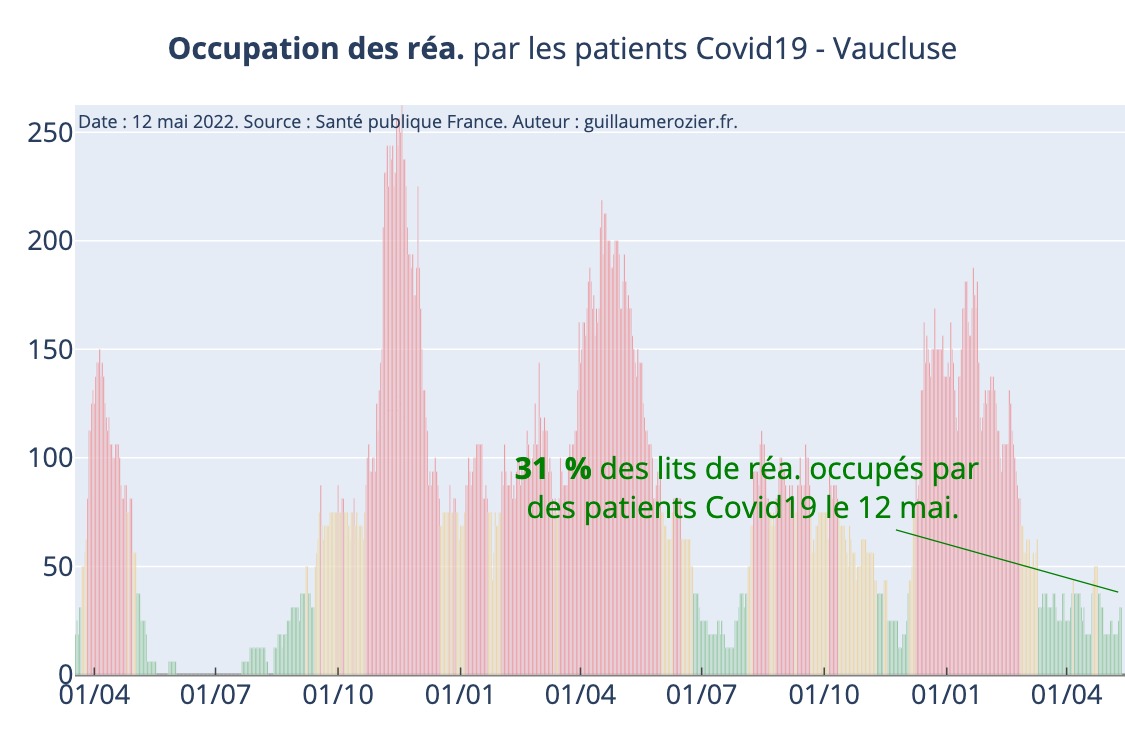 Occupation des réa. par les patients Covid19 - Vaucluse
Date : 12 mai 2022. Source : Santé publique France. Auteur : guillaumerozier.fr.
250
200
150
100
50
0
31 % des lits de réa. occupés par
des patients Covid19 le 12 mai.
01/04 01/07 01/10 01/01 01/04 01/07 01/10 01/01 01/04